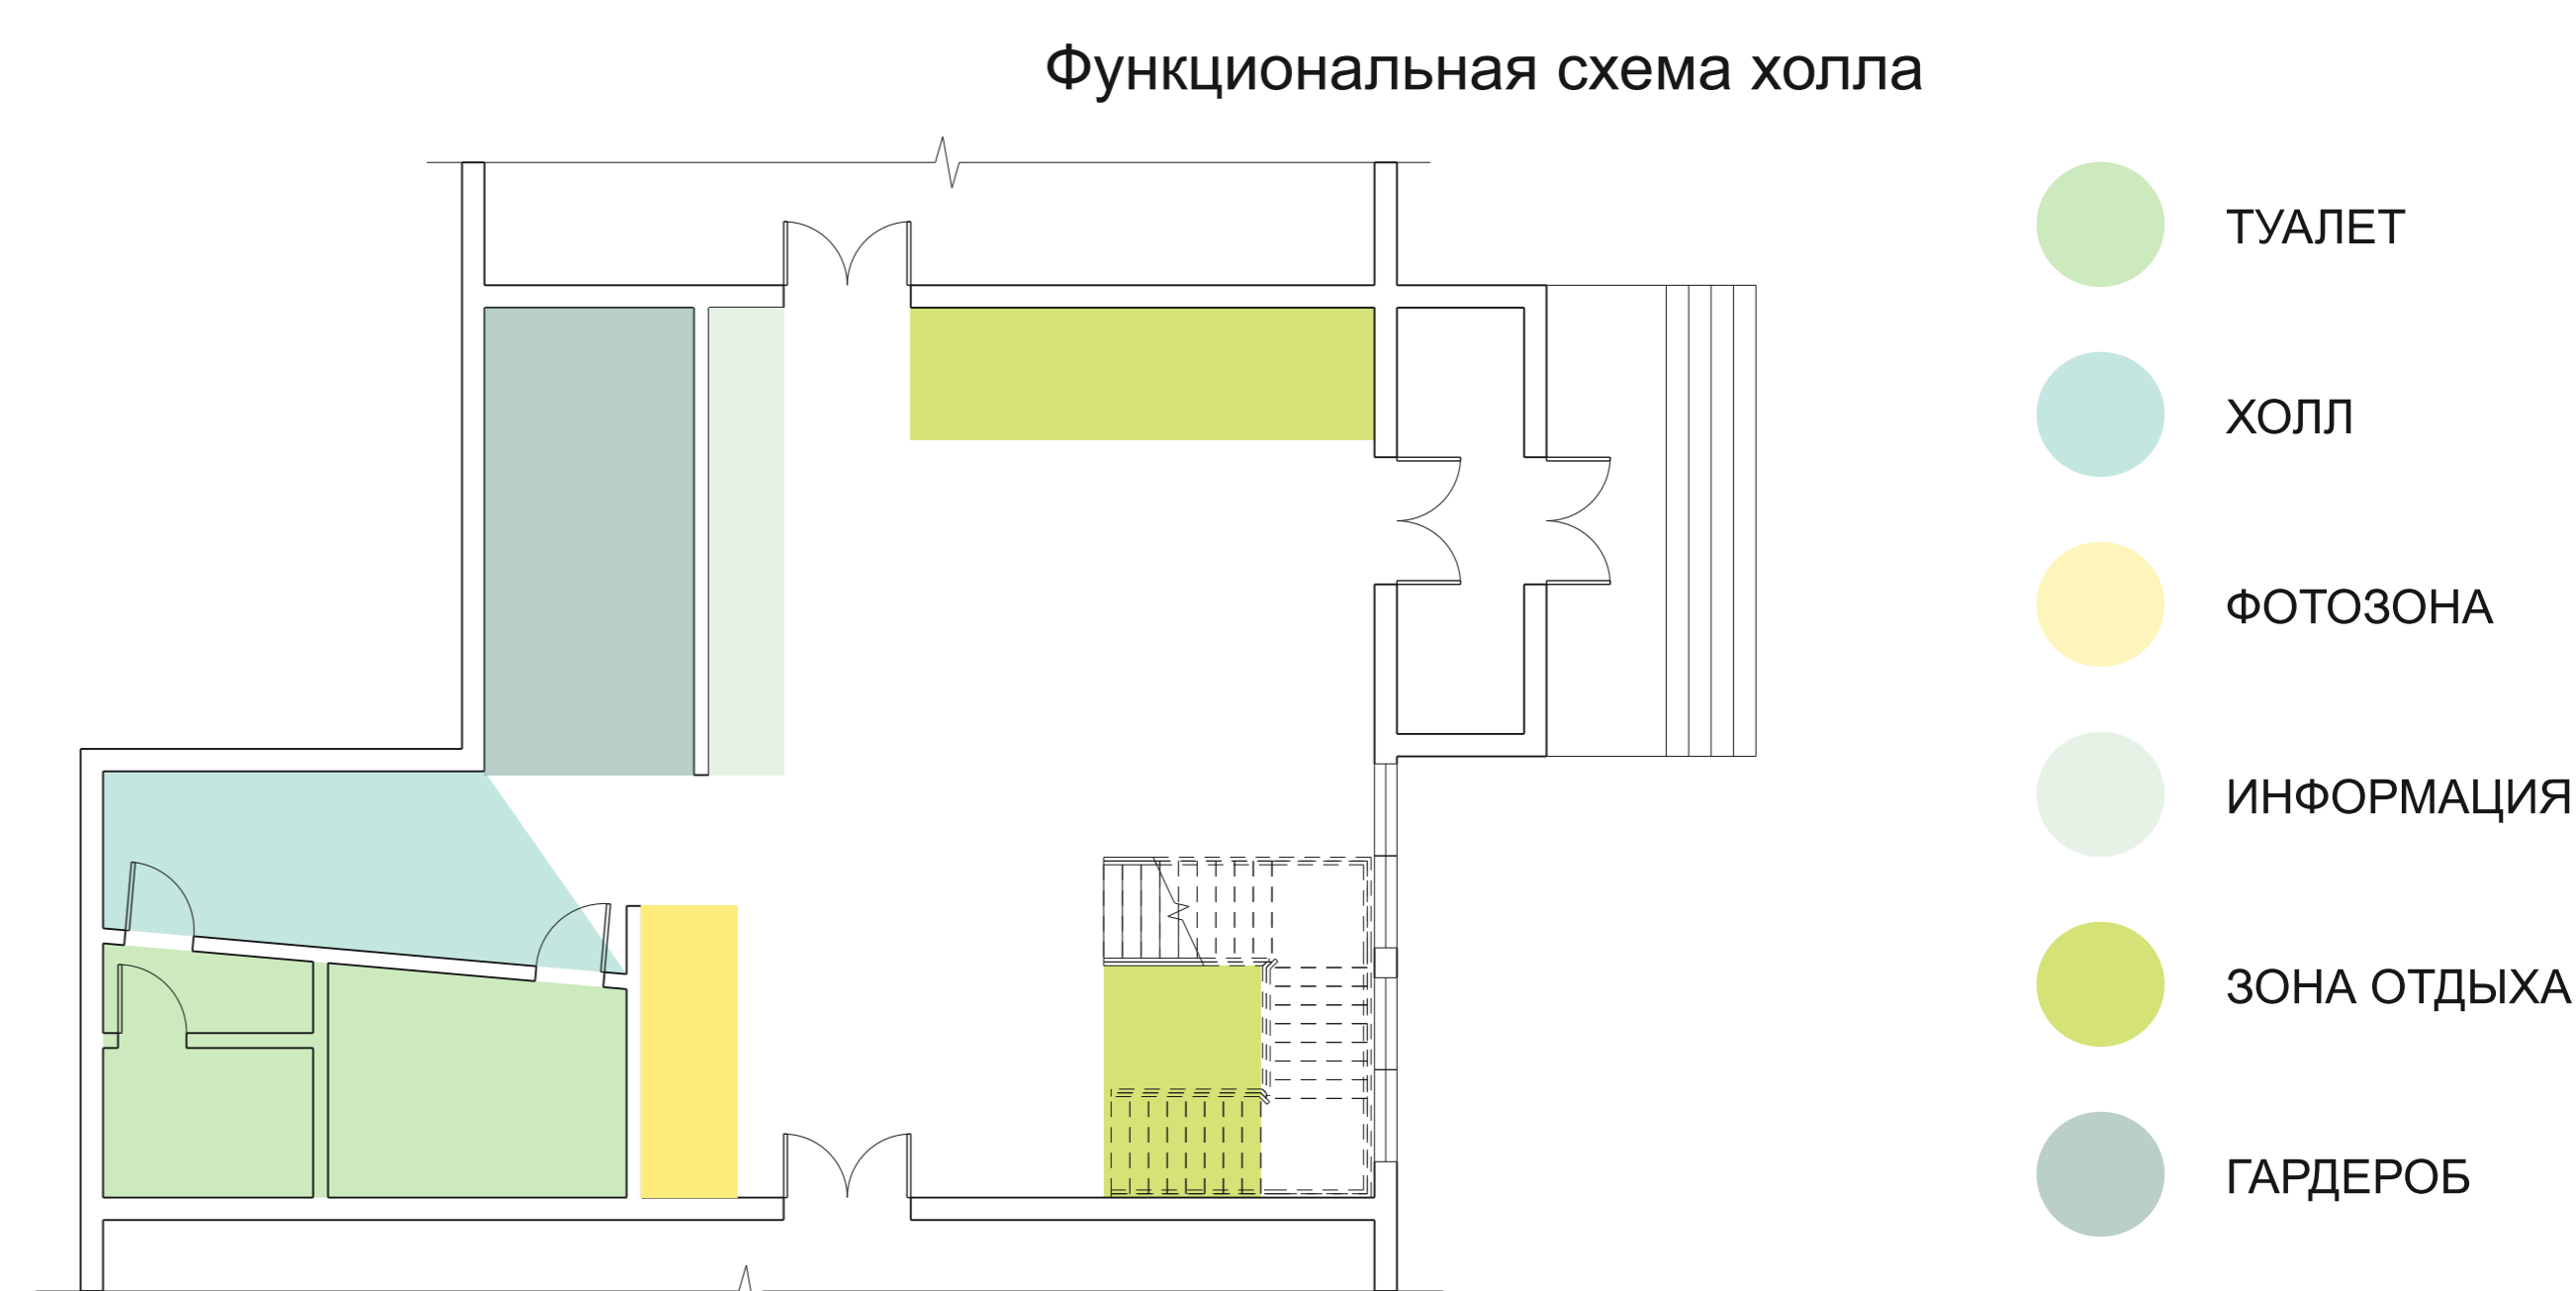 Функциональная схема холла
ТУАЛЕТ
ХОЛЛ
ФОТОЗОНА
ИНФОРМАЦИЯ
ЗОНА ОТДЫХА
ГАРДЕРОБ